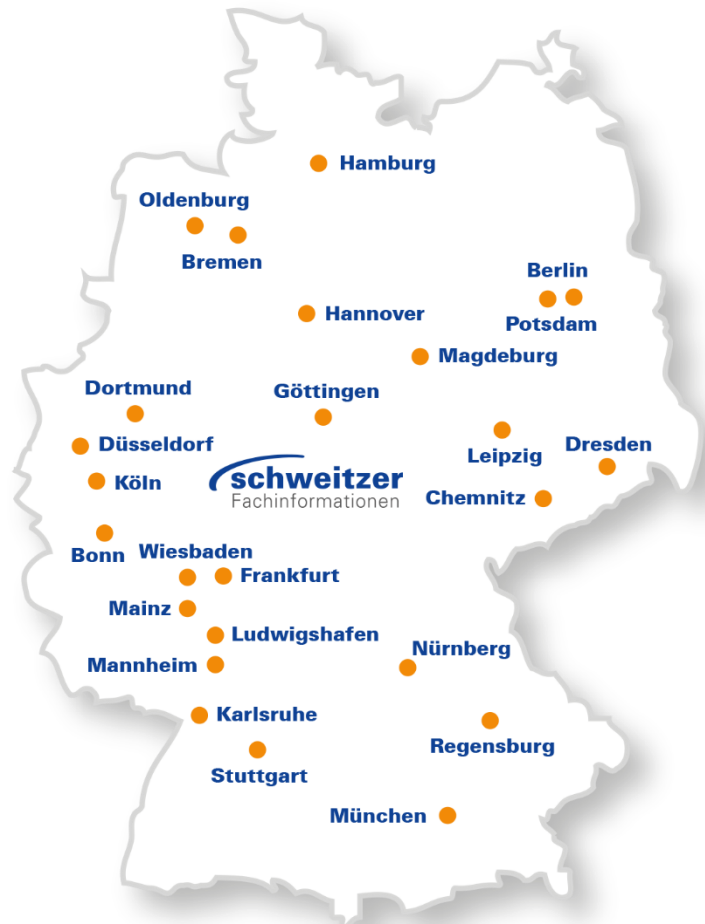 Hamburg
Oldenburg
Bremen
Berlin
Potsdam
Hannover
Magdeburg
Dortmund
Göttingen
Düsseldorf
Leipzig
Dresden
schweitzer
Fachinformationen
Köln
Chemnitz
Bonn
Wiesbaden
Frankfurt
Mainz
Ludwigshafen
Mannheim
Nürnberg
Karlsruhe
Regensburg
Stuttgart
München